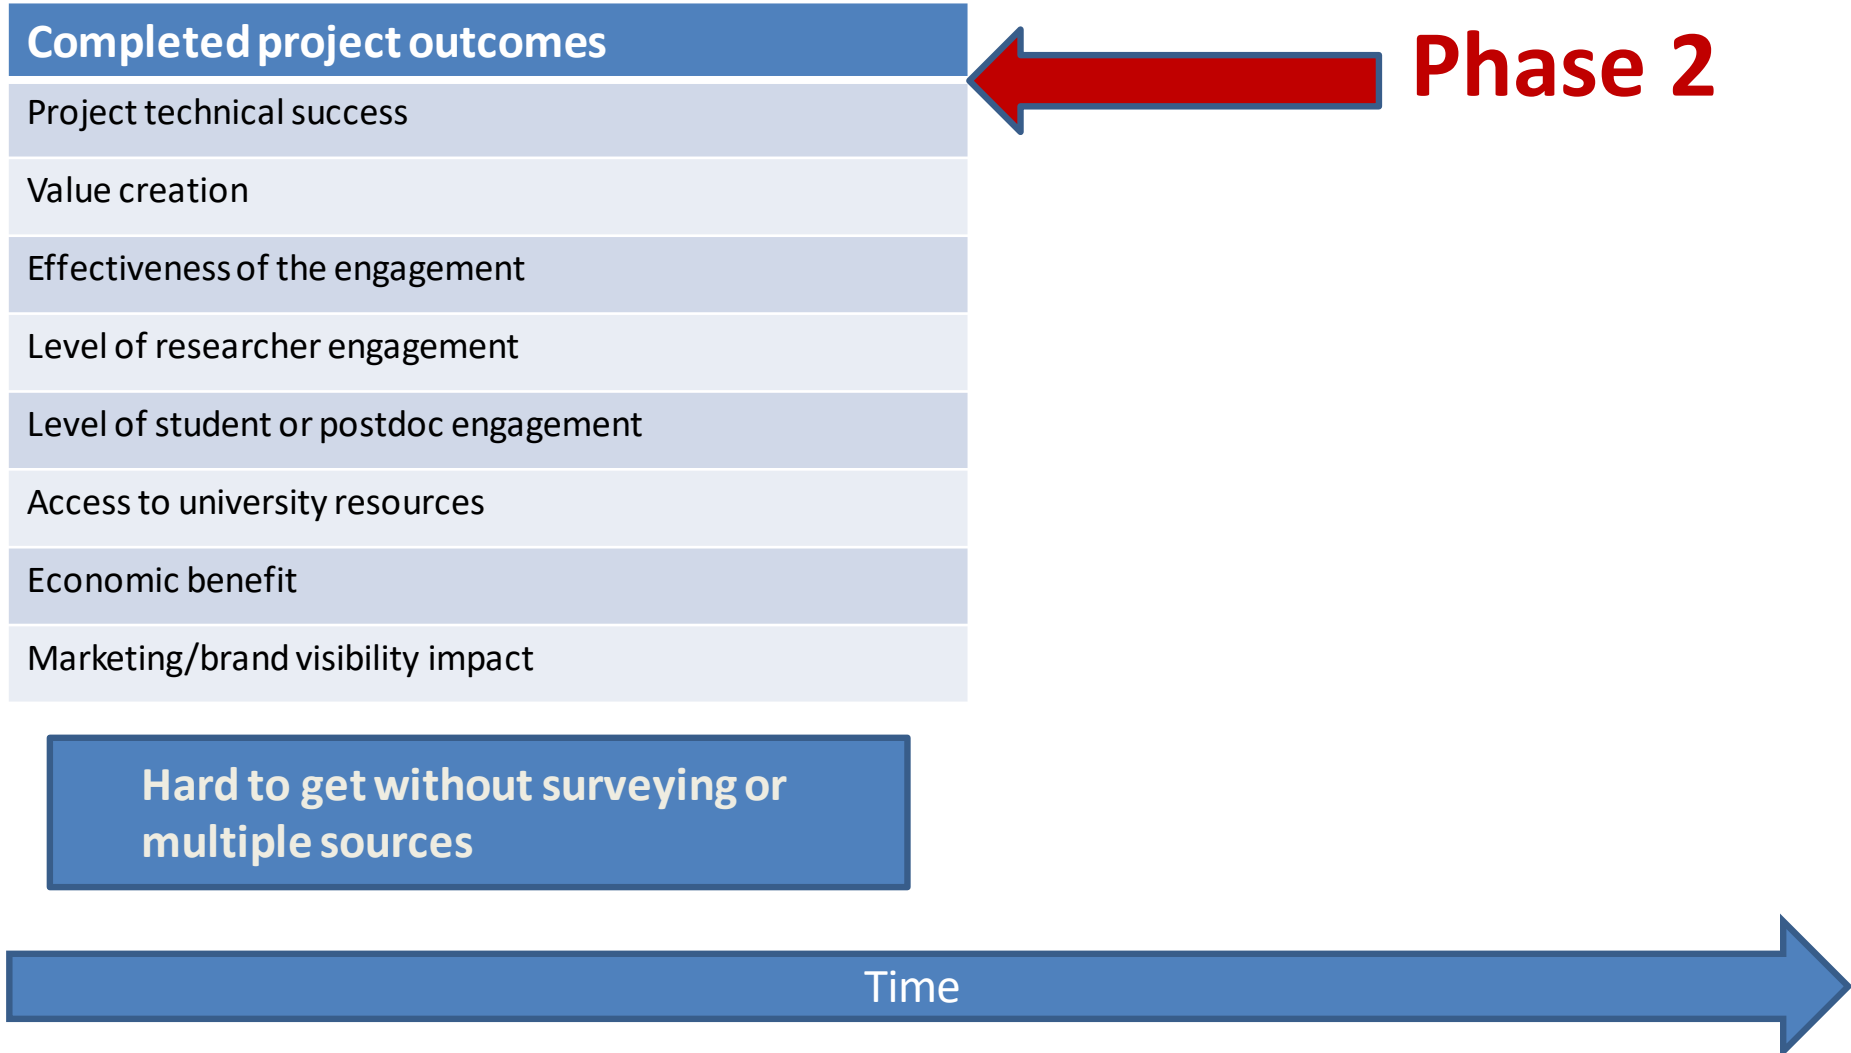 Completed project outcomes
Phase 2
Project technical success
Value creation
Effectiveness of the engagement
Level of researcher engagement
Level of student or postdoc engagement
Access to university resources
Economic benefit
Marketing/brand visibility impact
Hard to get without surveying or
multiple sources
Time